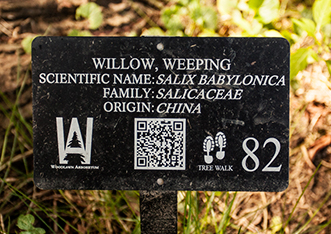 WILLOW, WEEPING
SCIENTIFIC NAME: SALIX BABYLONICA
FAMILY: SALICACEAE
ORIGIN: CHINA
WOODLAWN ARBORETUM
TREE WALK
82